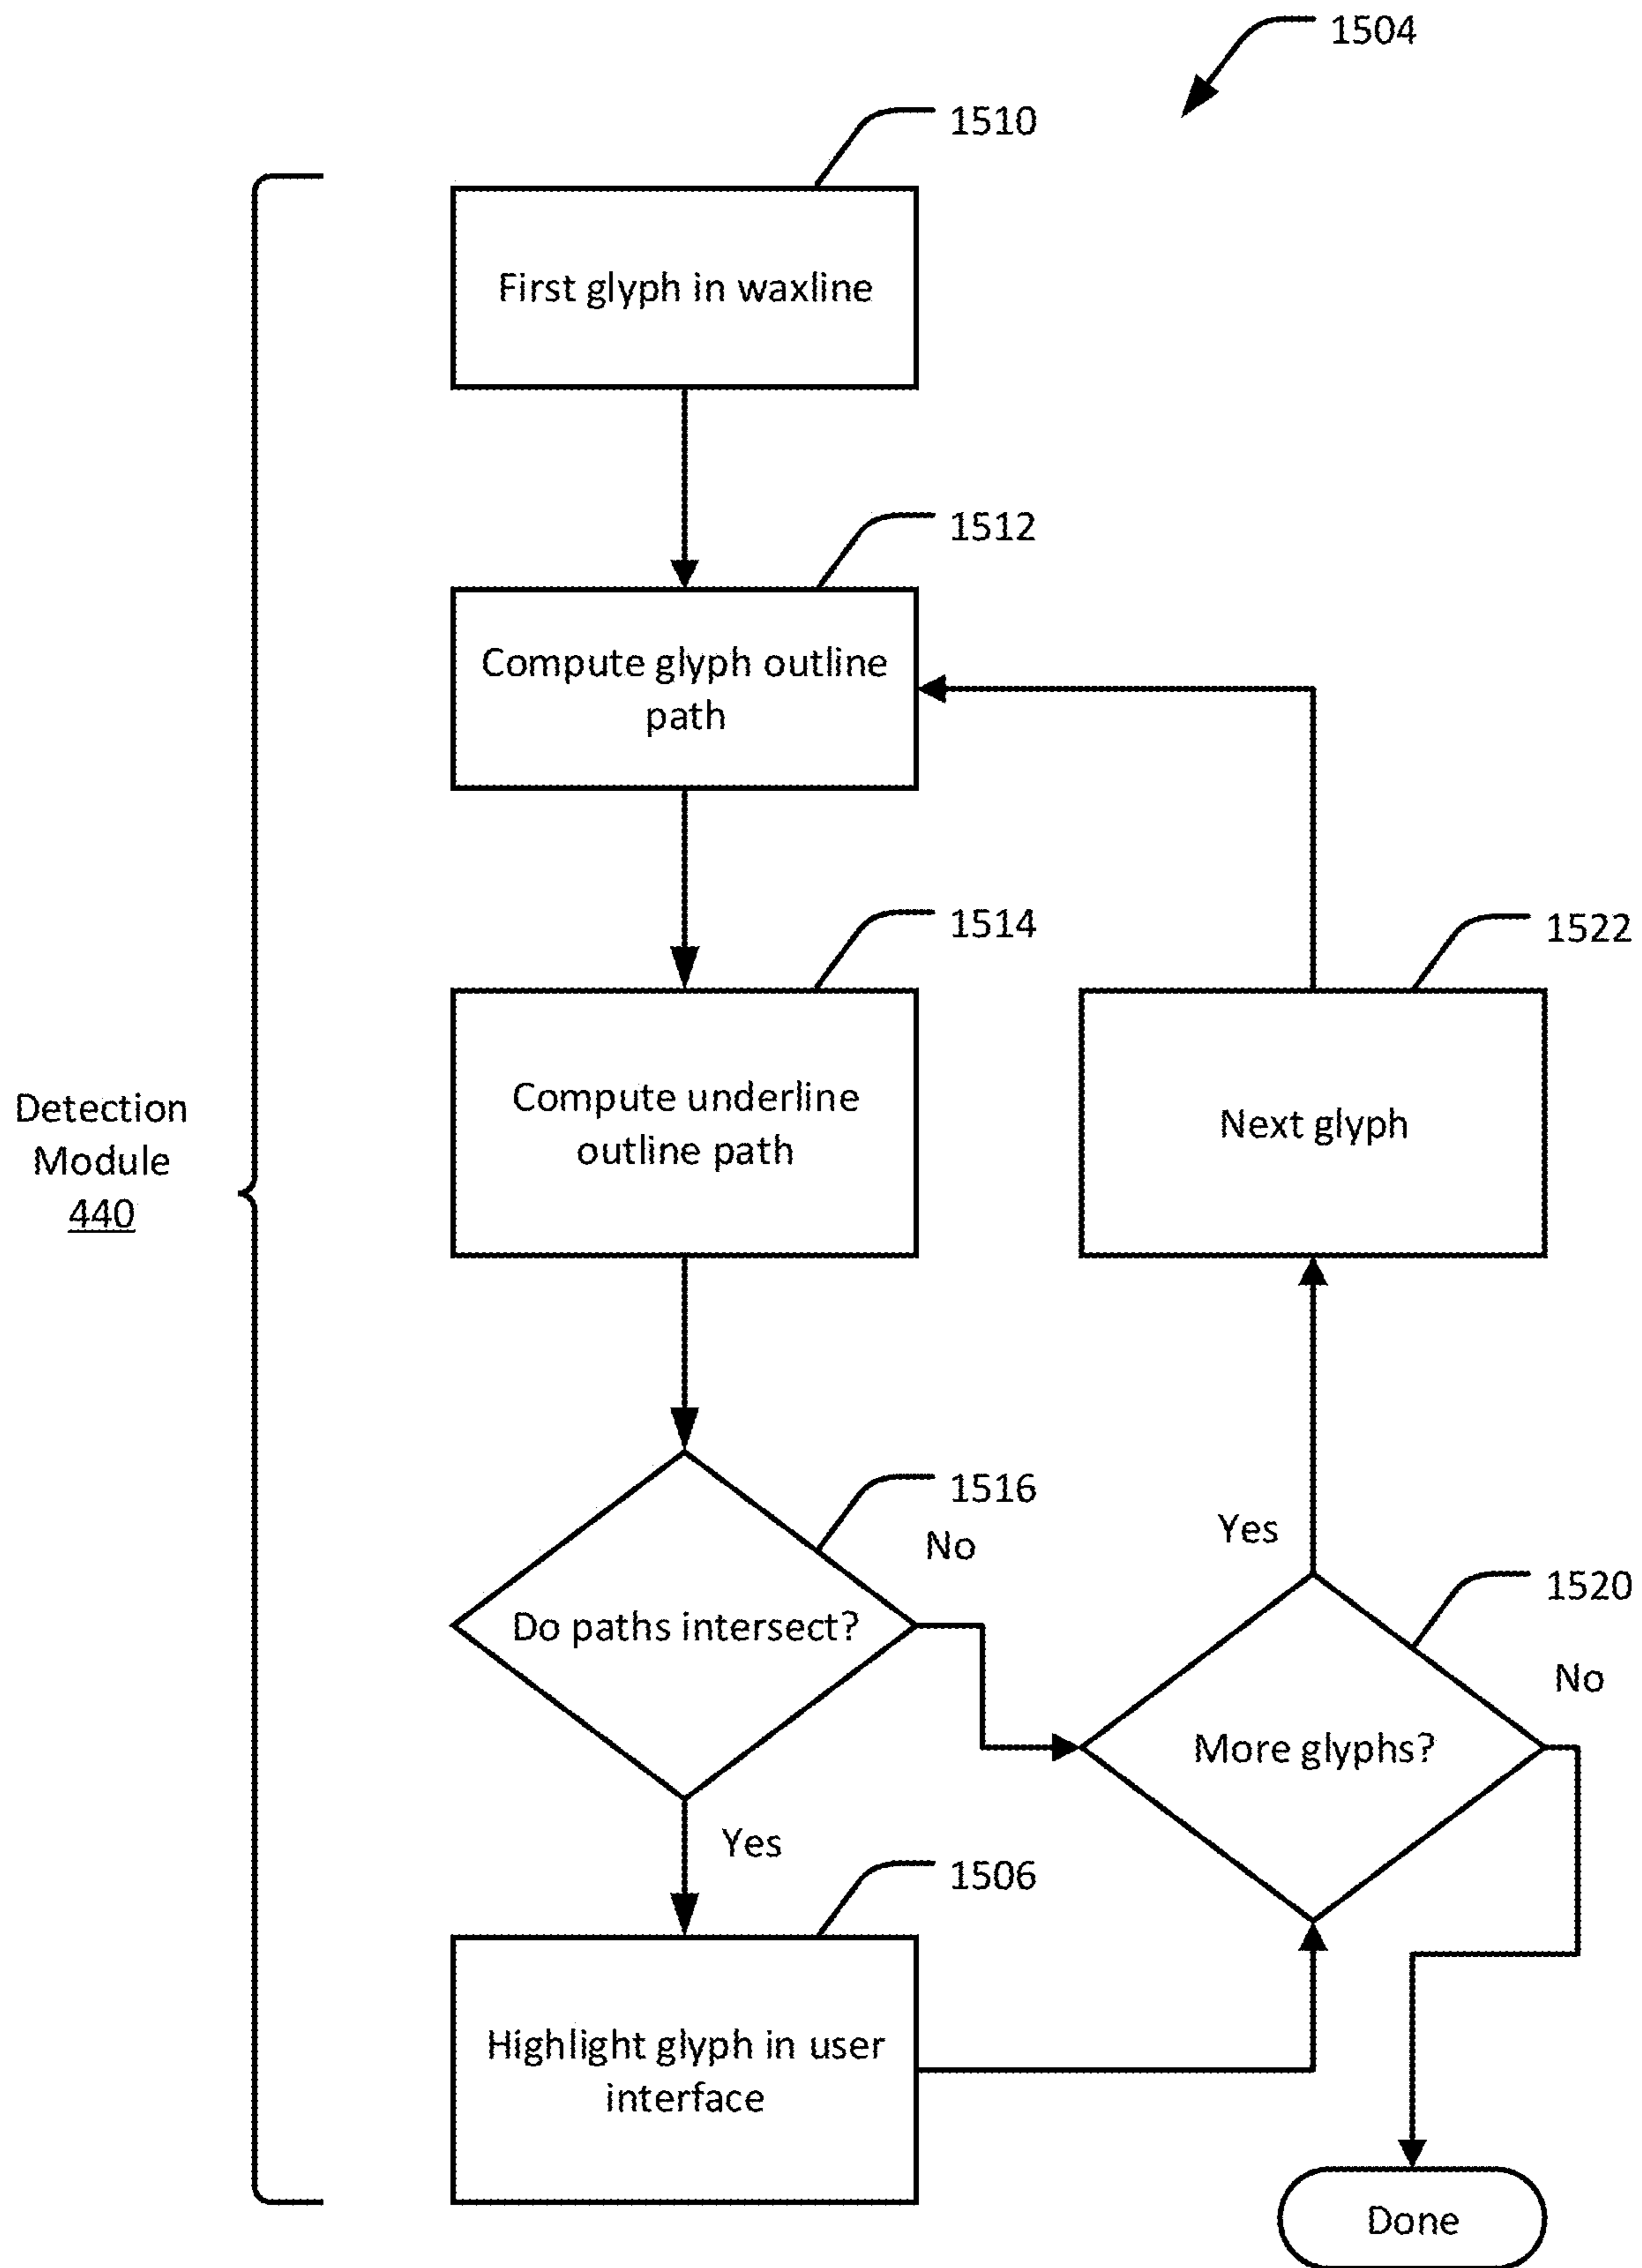 1504
1510
First glyph in waxline
1512
Compute glyph outline
path
1514
Compute underline
outline path
1522
Next glyph
Detection
Module
440
1516
No
Do paths intersect?
Yes
1520
No
More glyphs?
Yes
1506
Highlight glyph in user
interface
Done